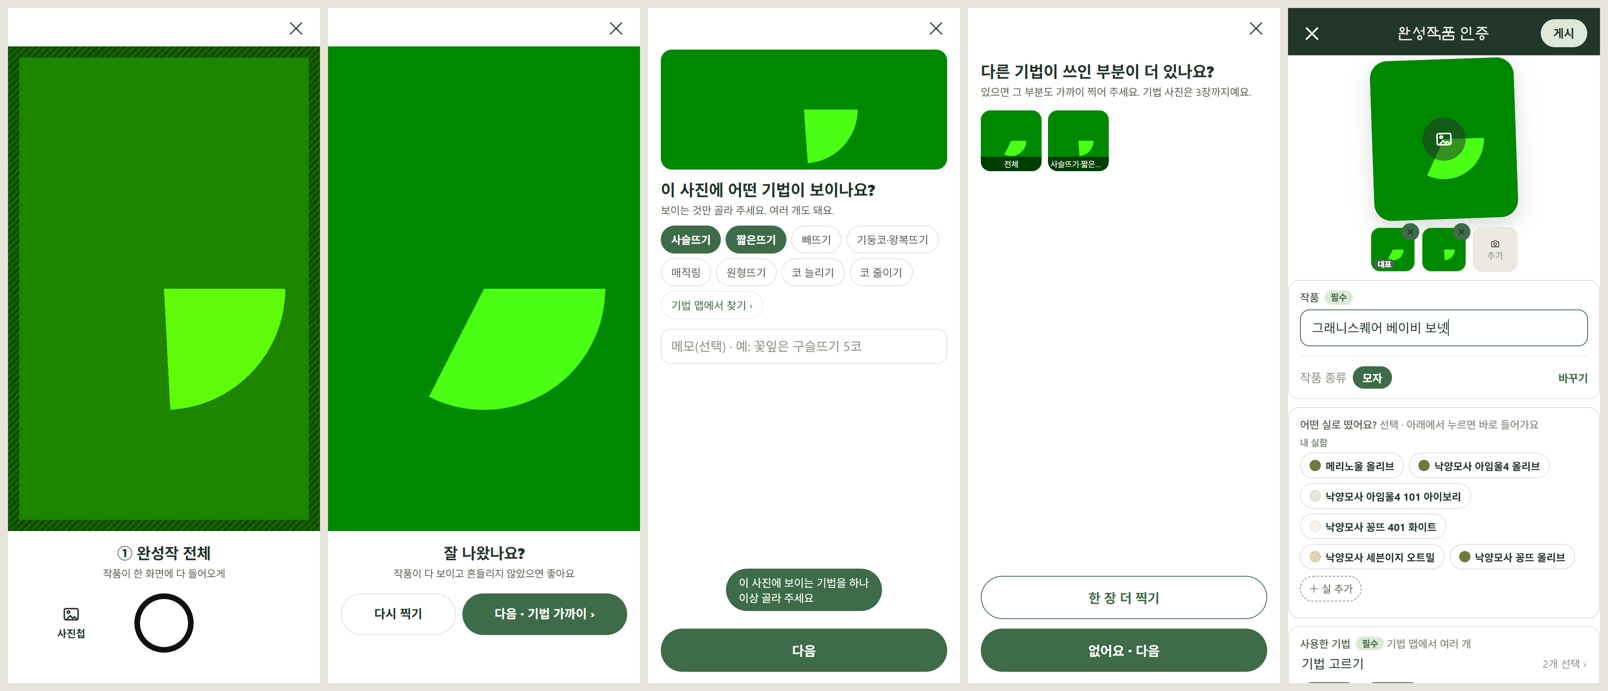 ① 완성작 전체
작품이 한 화면에 다 들어오게
사진첩
잘 나왔나요?
작품이 다 보이고 흔들리지 않았으면 좋아요
다시 찍기
다음 · 기법 가까이 ›
이 사진에 어떤 기법이 보이나요?
보이는 것만 골라 주세요. 여러 개도 돼요.
사슬뜨기 짧은뜨기 빼뜨기 기둥코·왕복뜨기
매직링 원형뜨기 코 늘리기 코 줄이기
기법 맵에서 찾기 ›
메모(선택) · 예: 꽃잎은 구슬뜨기 5코
이 사진에 보이는 기법을 하나
이상 골라 주세요
다음
다른 기법이 쓰인 부분이 더 있나요?
있으면 그 부분도 가까이 찍어 주세요. 기법 사진은 3장까지예요.
전체
사슬뜨기·짧은...
한 장 더 찍기
없어요 · 다음
완성작품 인증
게시
대표
추가
작품 필수
그래니스퀘어 베이비 보넷
작품 종류 모자 바꾸기
어떤 실로 떴어요? 선택 · 아래에서 누르면 바로 들어가요
내 실함
메리노울 올리브 낙양모사 아임울4 올리브
낙양모사 아임울4 101 아이보리
낙양모사 꽁뜨 401 화이트
낙양모사 세븐이지 오트밀 낙양모사 꽁뜨 올리브
+ 실 추가
사용한 기법 필수 기법 맵에서 여러 개
기법 고르기 2개 선택 ›